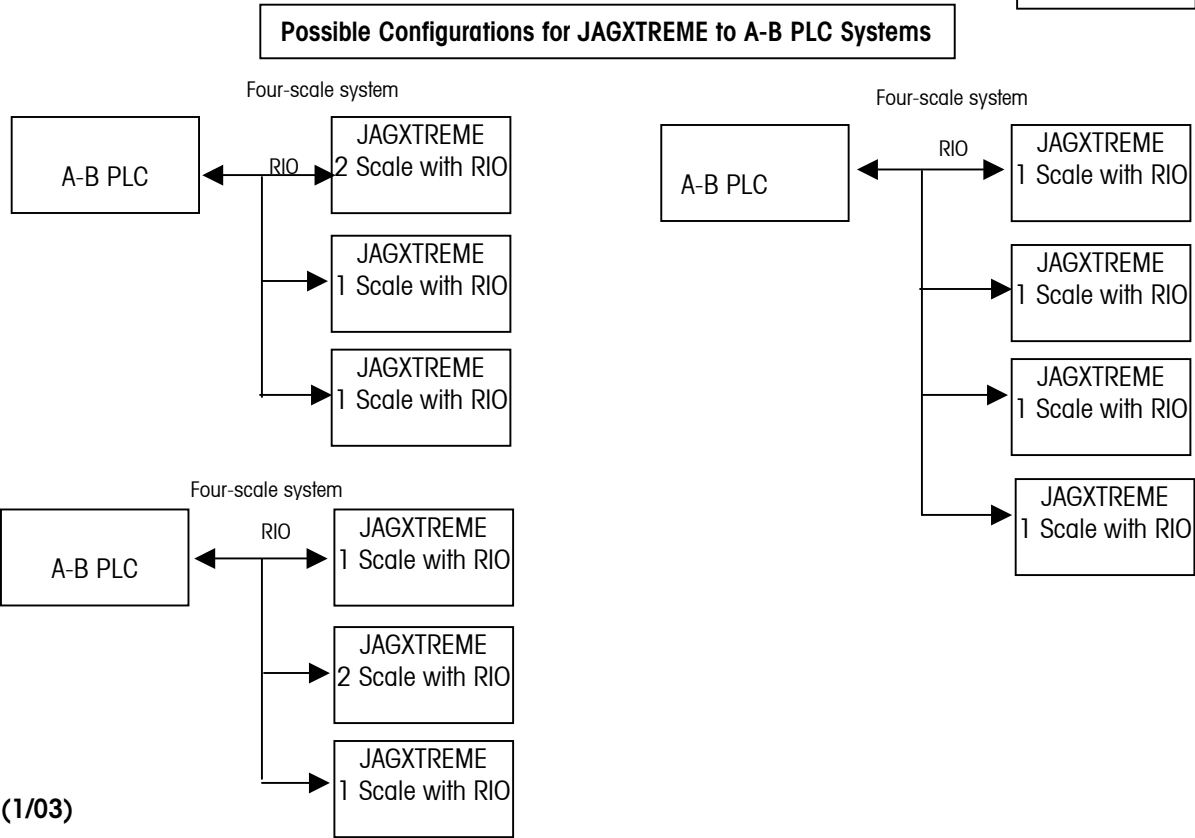 Possible Configurations for JAGXTREME to A-B PLC Systems
Four-scale system
A-B PLC
RIO
JAGXTREME
2 Scale with RIO
JAGXTREME
1 Scale with RIO
JAGXTREME
1 Scale with RIO
Four-scale system
A-B PLC
RIO
JAGXTREME
1 Scale with RIO
JAGXTREME
1 Scale with RIO
JAGXTREME
1 Scale with RIO
JAGXTREME
1 Scale with RIO
Four-scale system
A-B PLC
RIO
JAGXTREME
1 Scale with RIO
JAGXTREME
2 Scale with RIO
JAGXTREME
1 Scale with RIO
(1/03)